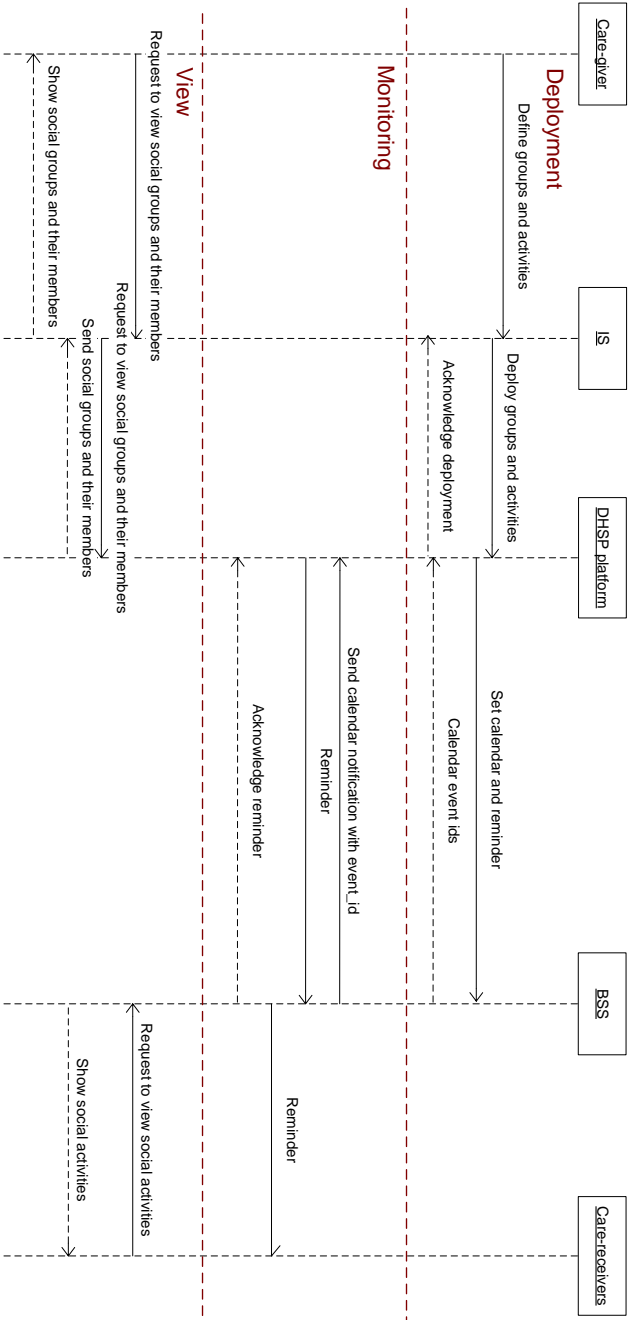 Care-giver
IS
DHSP platform
BSS
Care-receivers
Deployment
Define groups and activities
Deploy groups and activities
Set calendar and reminder
Calendar event ids
Acknowledge deployment
Monitoring
Send calendar notification with event_id
Reminder
Reminder
Acknowledge reminder
View
Request to view social groups and their members
Request to view social activities
Request to view social groups and their members
Send social groups and their members
Show social activities
Show social groups and their members